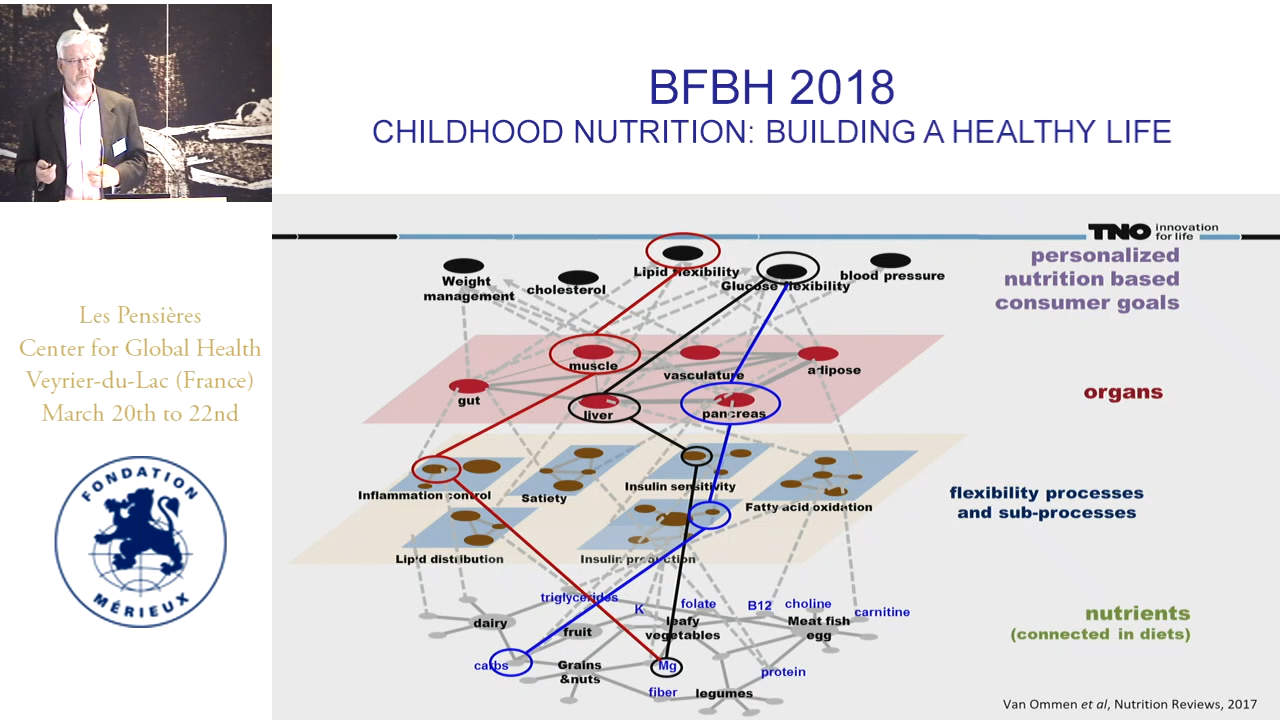 BFBH 2018
CHILDHOOD NUTRITION: BUILDING A HEALTHY LIFE
Les Pensières
Center for Global Health
Veyrier-du-Lac (France)
March 20th to 22nd
FONDATION
MÉRIEUX
TNO innovation
for life
personalized
nutrition based
consumer goals
Weight
management
cholesterol
Lipid flexibility
Glucose flexibility
blood pressure
muscle
vasculature
adipose
gut
liver
pancreas
organs
Inflammation control
Satiety
Insulin sensitivity
Fatty acid oxidation
flexibility processes
and sub-processes
Lipid distribution
Insulin production
triglycerides
K
folate
B12
choline
carnitine
dairy
fruit
leafy
vegetables
Meat fish
egg
nutrients
(connected in diets)
carbs
Grains
&nuts
Mg
protein
fiber
legumes
Van Ommen et al, Nutrition Reviews, 2017